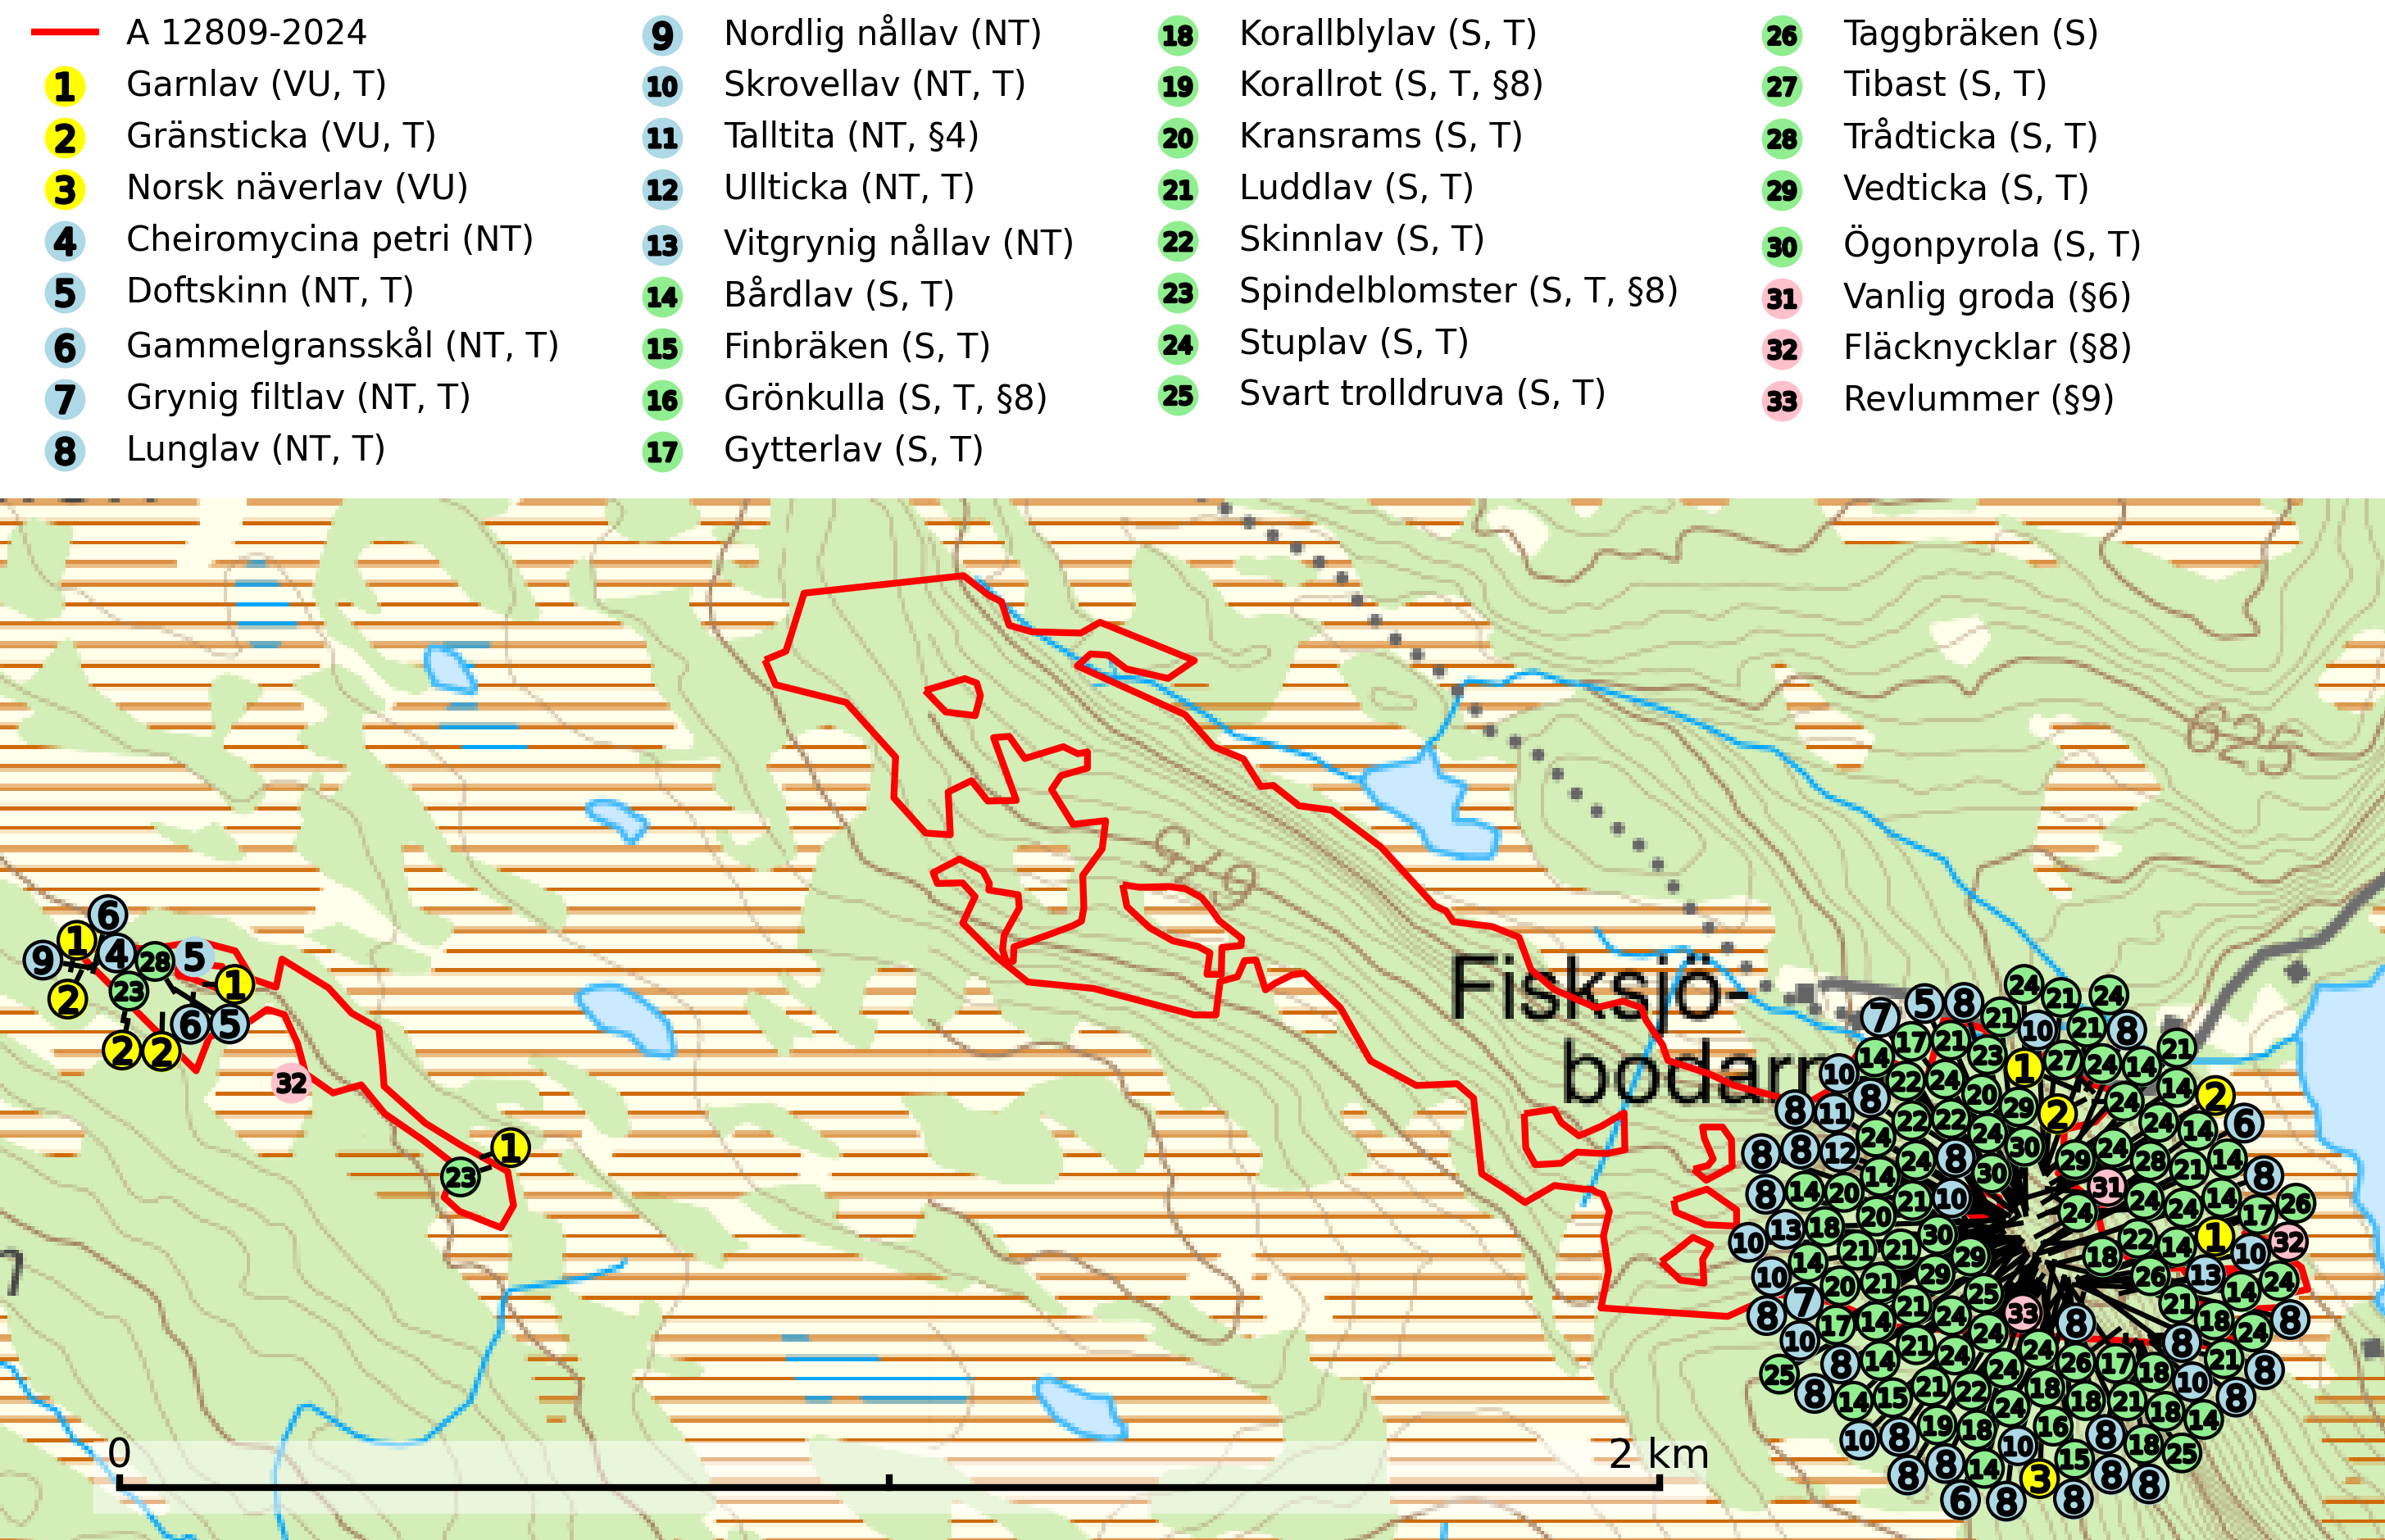 A 12809-2024
1 Garnlav (VU, T)
2 Gränsticka (VU, T)
3 Norsk näverlav (VU)
4 Cheiromycina petri (NT)
5 Doftskinn (NT, T)
6 Gammelgransskål (NT, T)
7 Grynig filtlav (NT, T)
8 Lunglav (NT, T)
9 Nordlig nållav (NT)
10 Skrovellav (NT, T)
11 Talltita (NT, §4)
12 Ullticka (NT, T)
13 Vitgrynig nållav (NT)
14 Bårdlav (S, T)
15 Finbräken (S, T)
16 Grönkulla (S, T, §8)
17 Gytterlav (S, T)
18 Korallblylav (S, T)
19 Korallrot (S, T, §8)
20 Kransrams (S, T)
21 Luddlav (S, T)
22 Skinnlav (S, T)
23 Spindelblomster (S, T, §8)
24 Stuplav (S, T)
25 Svart trolldruva (S, T)
26 Taggbräken (S)
27 Tibast (S, T)
28 Trådticka (S, T)
29 Vedticka (S, T)
30 Ögonpyrola (S, T)
31 Vanlig groda (§6)
32 Fläcknycklar (§8)
33 Revlummer (§9)
625
675
Fisksjö-
bodarn
0 2 km